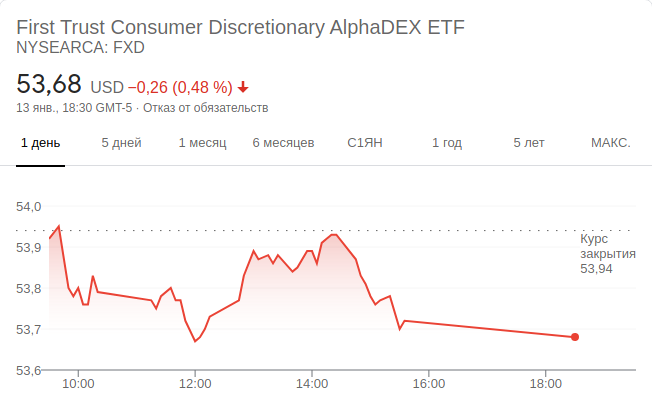 First Trust Consumer Discretionary AlphaDEX ETF
NYSEARCA: FXD
53,68 USD −0,26 (0,48 %)
13 янв., 18:30 GMT-5 · Отказ от обязательств
1 день 5 дней 1 месяц 6 месяцев С1ЯН 1 год 5 лет МАКС.
54,0
53,9
53,8
53,7
53,6
Курс
закрытия
53,94
10:00 12:00 14:00 16:00 18:00